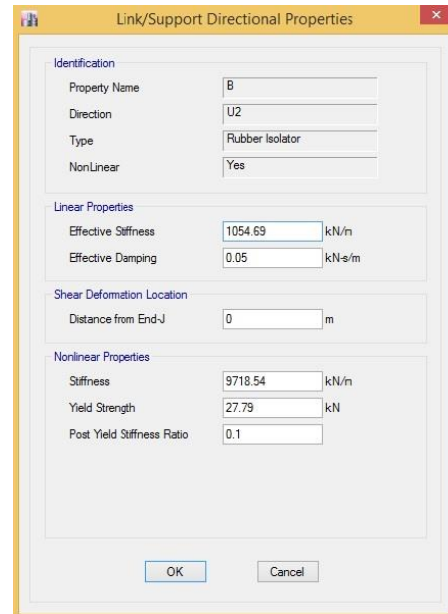 Link/Support Directional Properties
Identification
Property Name B
Direction U2
Type Rubber Isolator
NonLinear Yes
Linear Properties
Effective Stiffness 1054.69 kN/m
Effective Damping 0.05 kN-s/m
Shear Deformation Location
Distance from End-J 0 m
Nonlinear Properties
Stiffness 9718.54 kN/m
Yield Strength 27.79 kN
Post Yield Stiffness Ratio 0.1
OK Cancel